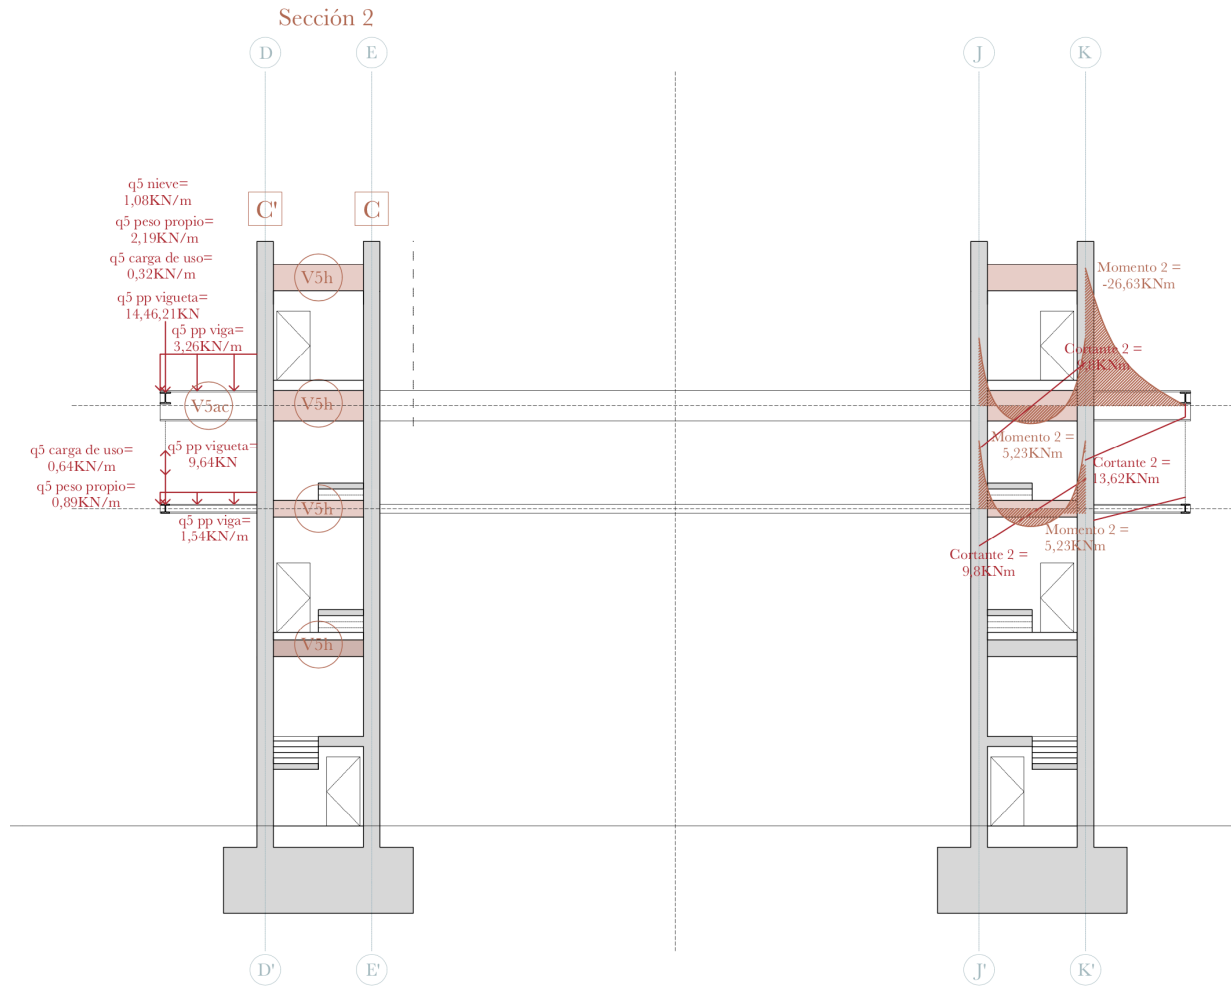 Sección 2
D
E
J
K
q5 nieve=
1,08KN/m
q5 peso propio=
2,19KN/m
q5 carga de uso=
0,32KN/m
q5 pp vigueta=
14,46,21KN
q5 pp viga=
3,26KN/m
C'
C
V5h
Momento 2 =
-26,63KNm
Cortante 2 =
V5ac
V5h
q5 carga de uso=
0,64KN/m
q5 peso propio=
0,89KN/m
q5 pp vigueta=
9,64KN
q5 pp viga=
1,54KN/m
V5h
Momento 2 =
5,23KNm
Cortante 2 =
13,62KNm
Momento 2 =
5,23KNm
Cortante 2 =
9,8KNm
V5h
D'
E'
J'
K'